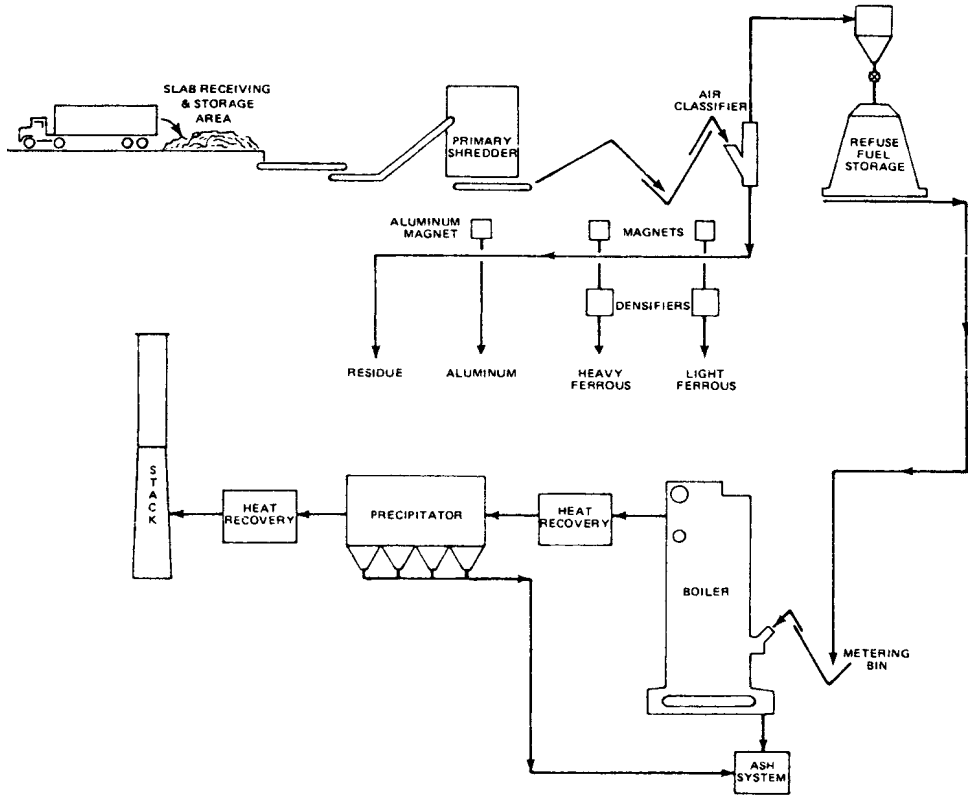 SLAB RECEIVING
& STORAGE
AREA
PRIMARY
SHREDDER
AIR
CLASSIFIER
REFUSE
FUEL
STORAGE
ALUMINUM
MAGNET
MAGNETS
DENSIFIERS
RESIDUE
ALUMINUM
HEAVY
FERROUS
LIGHT
FERROUS
STACK
HEAT
RECOVERY
PRECIPITATOR
HEAT
RECOVERY
BOILER
METERING
BIN
ASH
SYSTEM